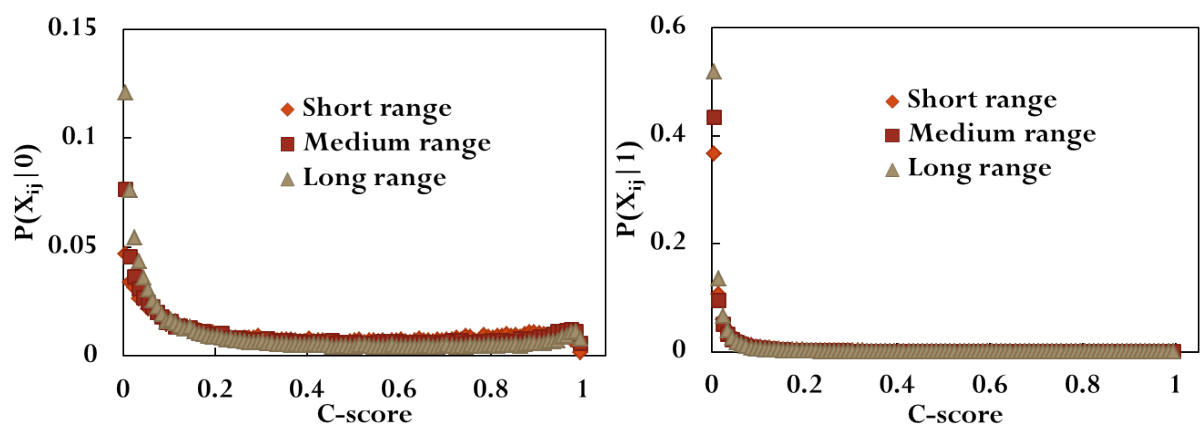 0.15
0.1
0.05
0
P(Xij|0)
Short range
Medium range
Long range
0 0.2 0.4 0.6 0.8 1
C-score
0.6
0.4
0.2
0
P(Xij|1)
Short range
Medium range
Long range
0 0.2 0.4 0.6 0.8 1
C-score